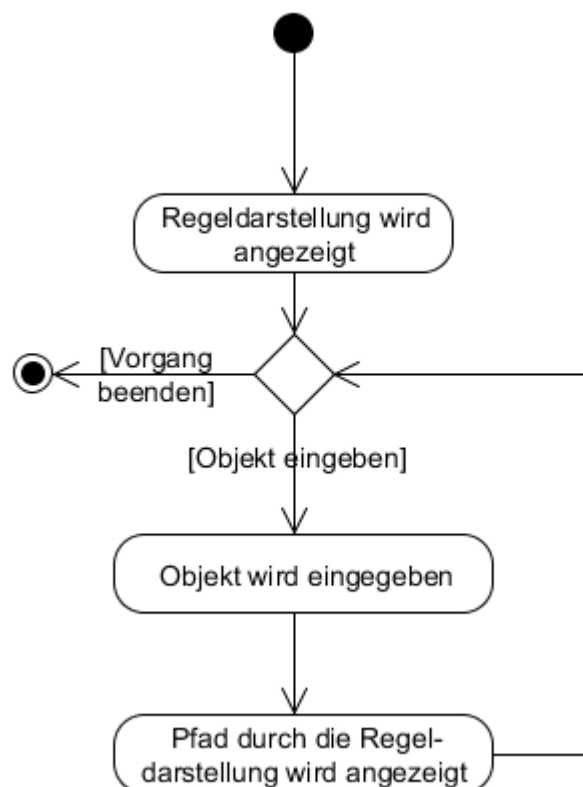 Regeldarstellung wird
angezeigt
[Vorgang
beenden]
[Objekt eingeben]
Objekt wird eingegeben
Pfad durch die Regel-
darstellung wird angezeigt